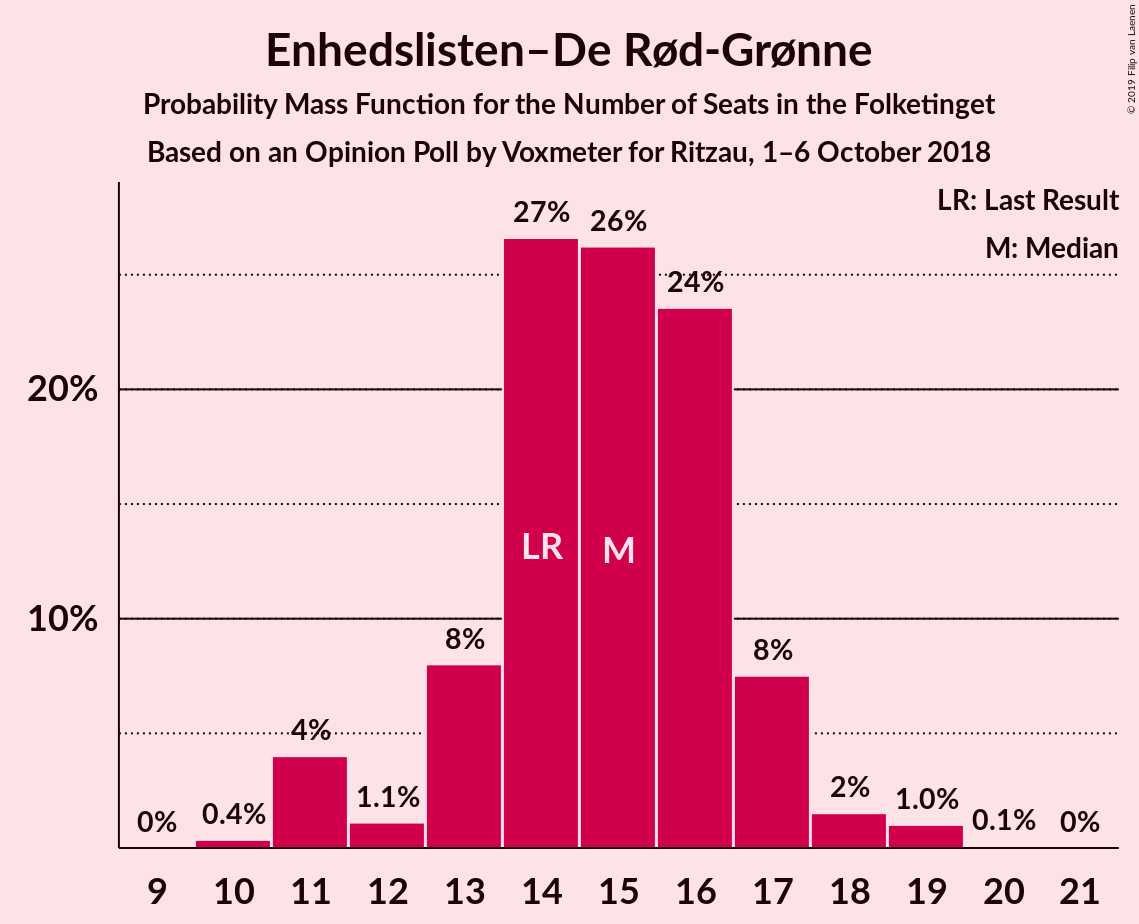 Enhedslisten–De Rød-Grønne
Probability Mass Function for the Number of Seats in the Folketinget
Based on an Opinion Poll by Voxmeter for Ritzau, 1–6 October 2018
© 2019 Filip van Laenen
LR: Last Result
M: Median
27%
26%
24%
20%
LR
M
10%
8%
8%
4%
2%
1.1%
1.0%
0%
0.4%
0.1%
0%
9 10 11 12 13 14 15 16 17 18 19 20 21